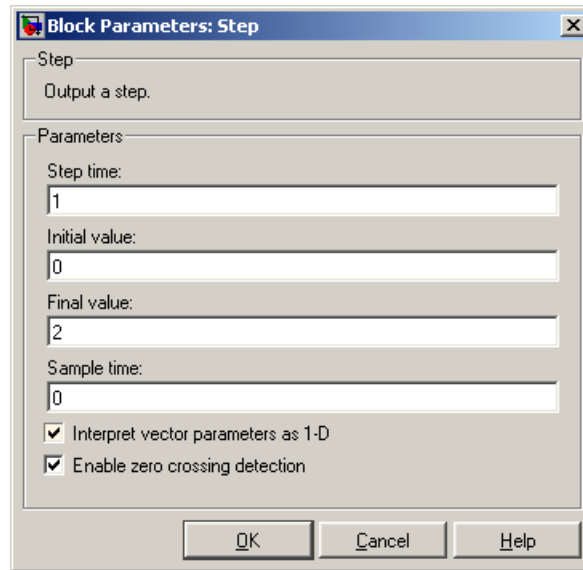 Block Parameters: Step
Step
Output a step.
Parameters
Step time:
1
Initial value:
0
Final value:
2
Sample time:
0
Interpret vector parameters as 1-D
Enable zero crossing detection
OK Cancel Help